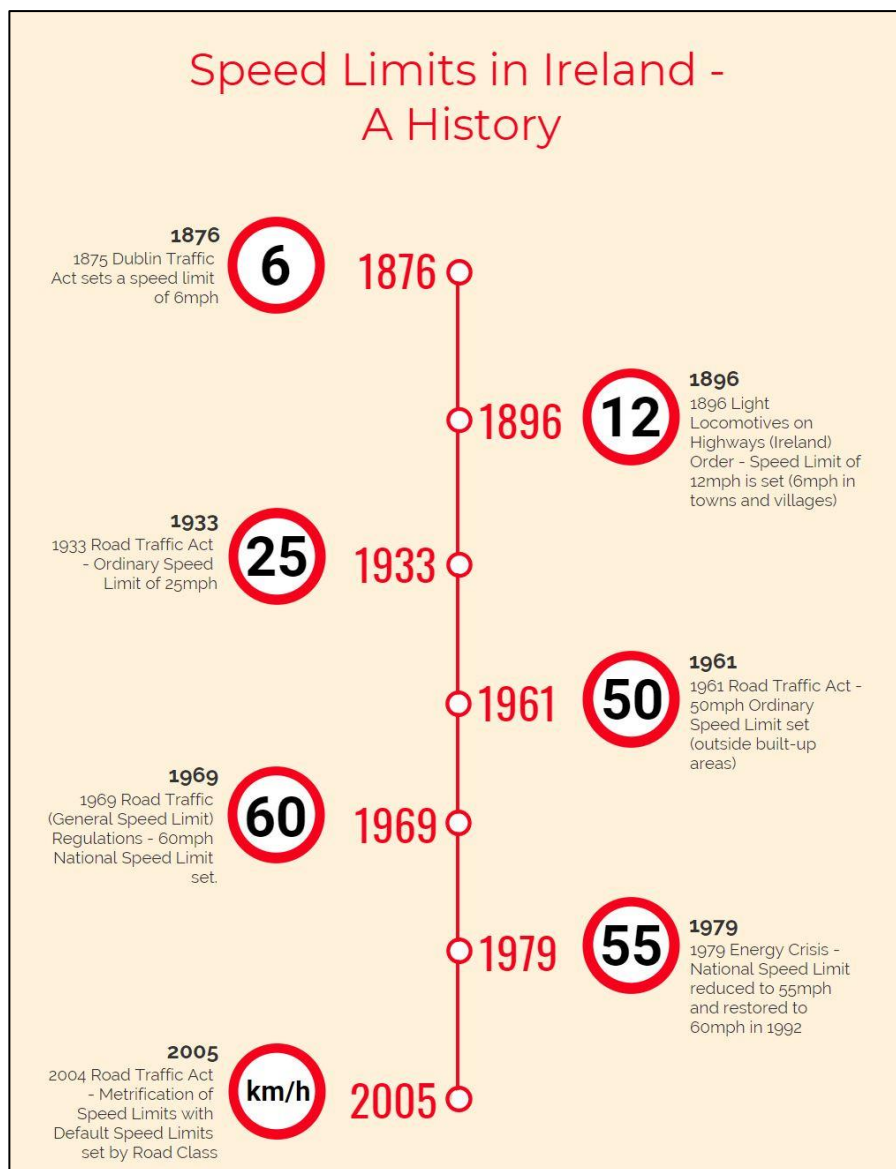 Speed Limits in Ireland -
A History
1876
1875 Dublin Traffic
Act sets a speed limit
of 6mph
6
1876
1896
12
1896
1896 Light
Locomotives on
Highways (Ireland)
Order - Speed Limit of
12mph is set (6mph in
towns and villages)
1933
1933 Road Traffic Act
- Ordinary Speed
Limit of 25mph
25
1933
1961
50
1961
1961 Road Traffic Act -
50mph Ordinary
Speed Limit set
(outside built-up
areas)
1969
1969 Road Traffic
(General Speed Limit)
Regulations - 60mph
National Speed Limit
set.
60
1969
1979
55
1979
1979 Energy Crisis -
National Speed Limit
reduced to 55mph
and restored to
60mph in 1992
2005
2004 Road Traffic Act
- Metrification of
Speed Limits with
Default Speed Limits
set by Road Class
km/h
2005